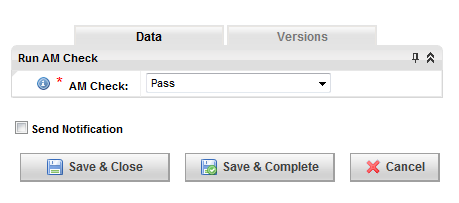 Data Versions
Run AM Check
* AM Check: Pass
Send Notification
Save & Close Save & Complete Cancel